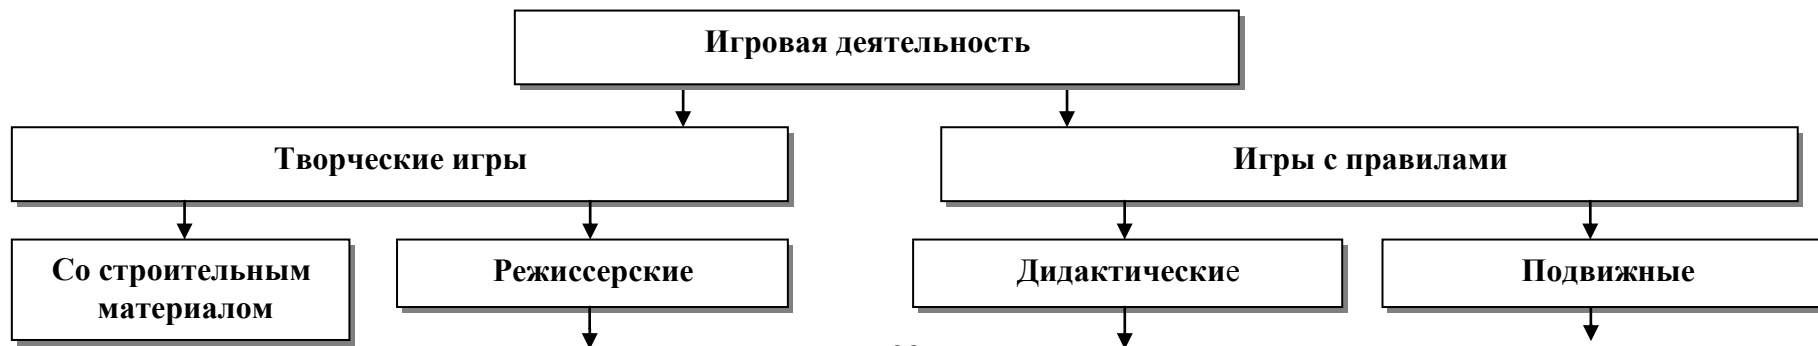 Игровая деятельность
Творческие игры
Игры с правилами
Со строительным
материалом
Режиссерские
Дидактические
Подвижные